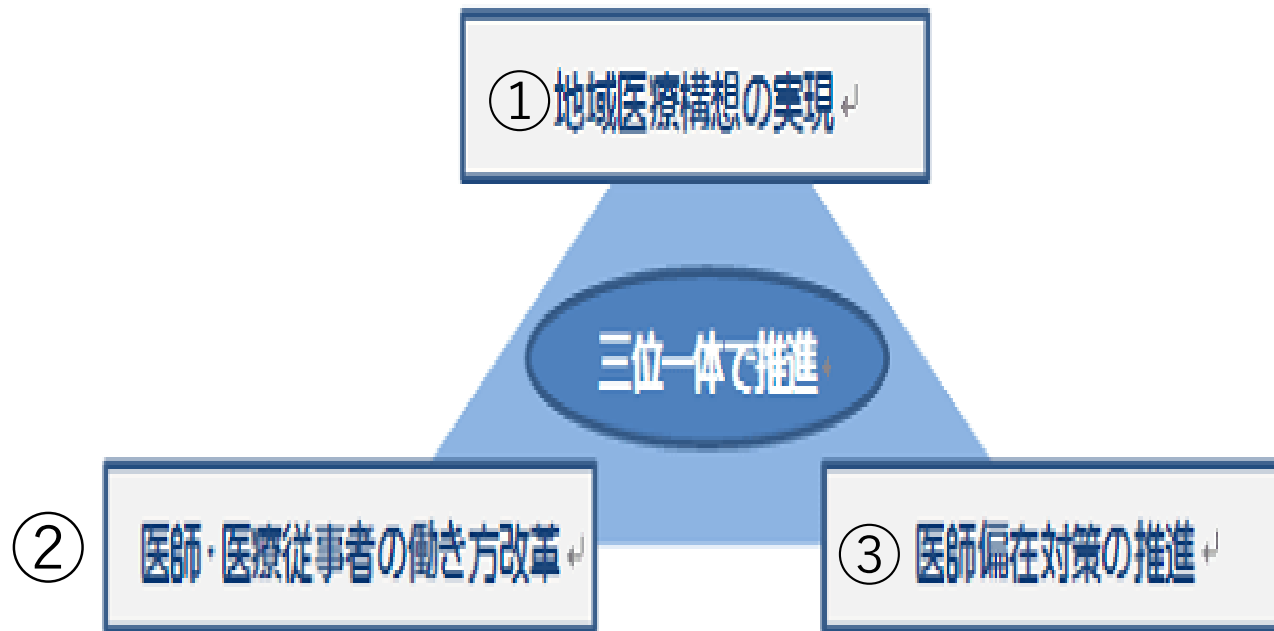 ①地域医療構想の実現
三位一体で推進
② 医師・医療従事者の働き方改革
③ 医師偏在対策の推進